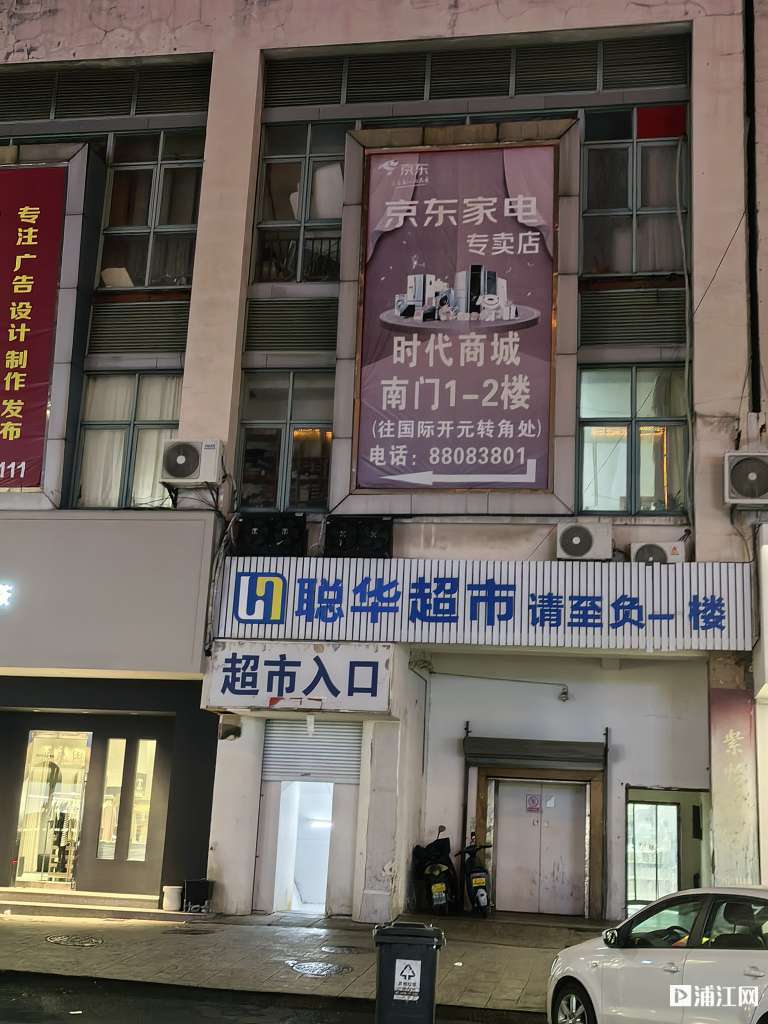 京东
京东家电
专卖店
时代商城
南门1-2楼
(往国际开元转角处)
电话：88083801
专注 广告 设计 制作 发布
111
聪华超市 请至负一楼
超市入口
紫
浦江网